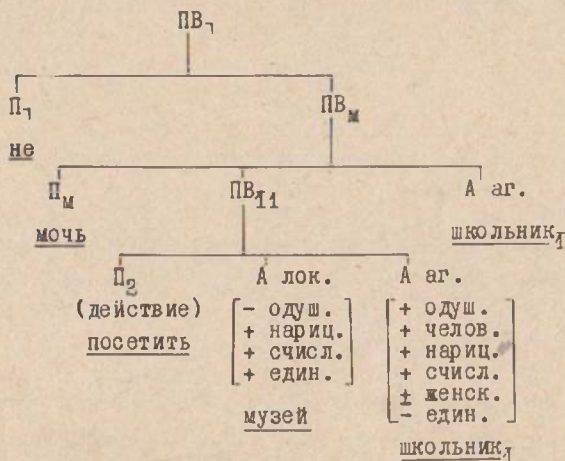 ПВ¬
П¬ ПВм
не
Пм ПВ11 А аг.
мочь школьник1
П2 А лок. А аг.
(действие) - одуш. + одуш.
посетить + нариц. + челов.
+ счисл. + нариц.
+ един. + счисл.
± женск.
музей - един.
школьник1